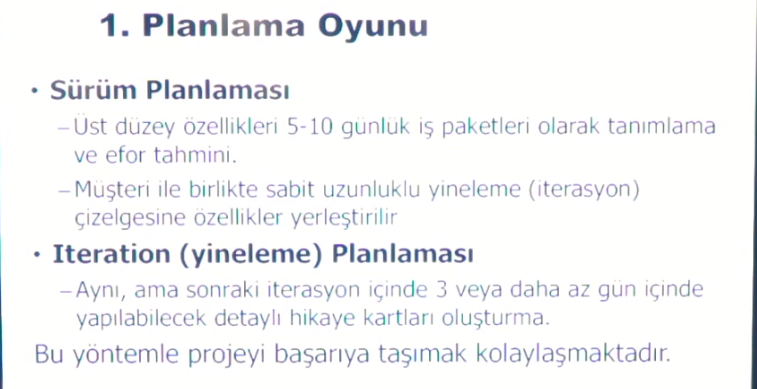 1. Planlama Oyunu
• Sürüm Planlaması
–Üst düzey özellikleri 5-10 günlük iş paketleri olarak tanımlama
ve efor tahmini.
–Müşteri ile birlikte sabit uzunluklu yineleme (iterasyon)
çizelgesine özellikler yerleştirilir
• Iteration (yineleme) Planlaması
–Aynı, ama sonraki iterasyon içinde 3 veya daha az gün içinde
yapılabilecek detaylı hikaye kartları oluşturma.
Bu yöntemle projeyi başarıya taşımak kolaylaşmaktadır.